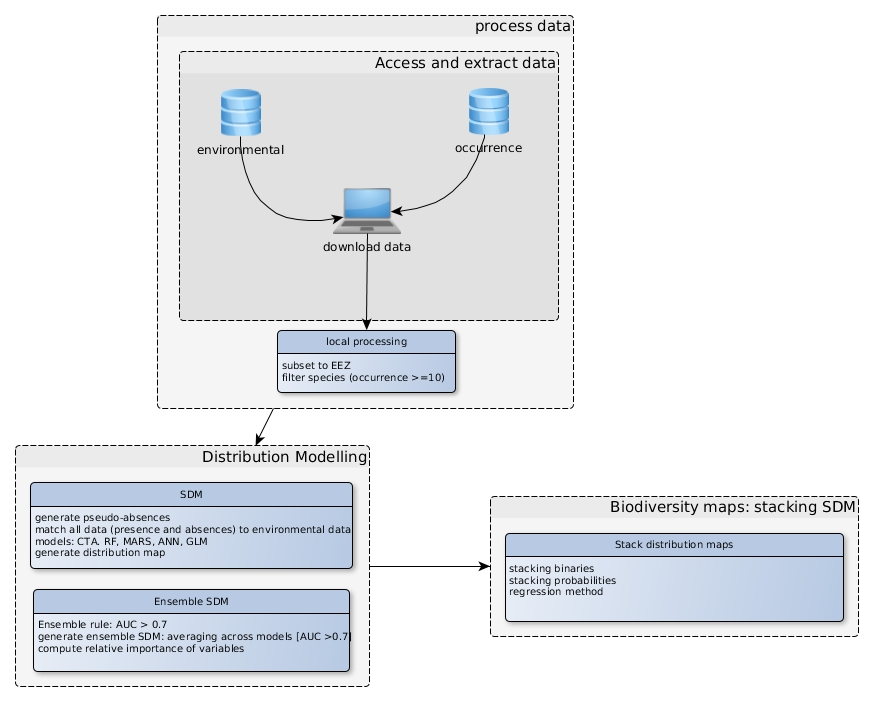 process data
Access and extract data
environmental
occurrence
download data
local processing
subset to EEZ
filter species (occurrence >=10)
Distribution Modelling
SDM
generate pseudo-absences
match all data (presence and absences) to environmental data
models: CTA. RF, MARS, ANN, GLM
generate distribution map
Ensemble SDM
Ensemble rule: AUC > 0.7
generate ensemble SDM: averaging across models [AUC >0.7]
compute relative importance of variables
Biodiversity maps: stacking SDM
Stack distribution maps
stacking binaries
stacking probabilities
regression method